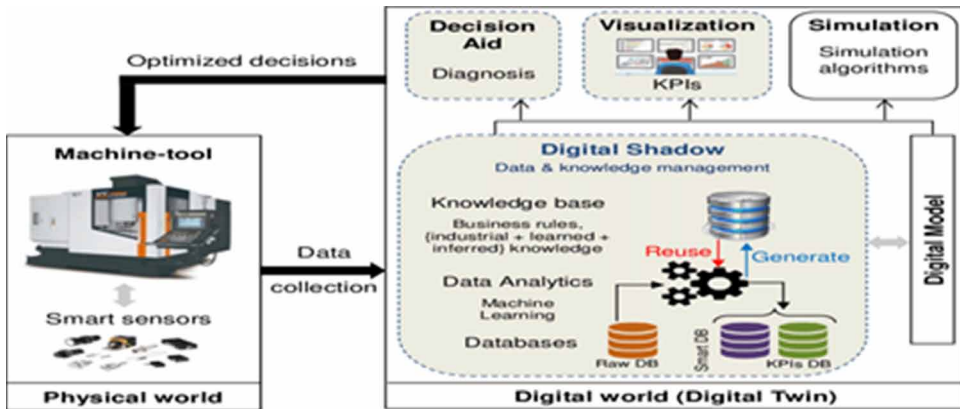 Optimized decisions
Machine-tool
Smart sensors
Physical world
Data
collection
Decision
Aid
Diagnosis
Visualization
KPIs
Simulation
Simulation
algorithms
Digital Shadow
Data & knowledge management
Knowledge base
Business rules,
{industrial + learned +
inferred} knowledge
Reuse
Generate
Data Analytics
Machine
Learning
Databases
Raw DB
Smart DB
KPIs DB
Digital Model
Digital world (Digital Twin)